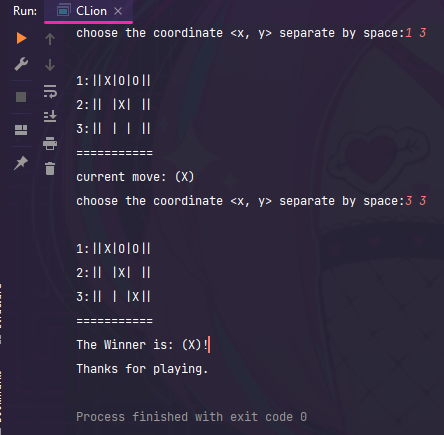 Run: CLion
choose the coordinate <x, y> separate by space:1 3
1:||X|O|O||
2:|| |X| ||
3:|| | | ||
===========
current move: (X)
choose the coordinate <x, y> separate by space:3 3
1:||X|O|O||
2:|| |X| ||
3:|| | |X||
===========
The Winner is: (X)!
Thanks for playing.
Process finished with exit code 0